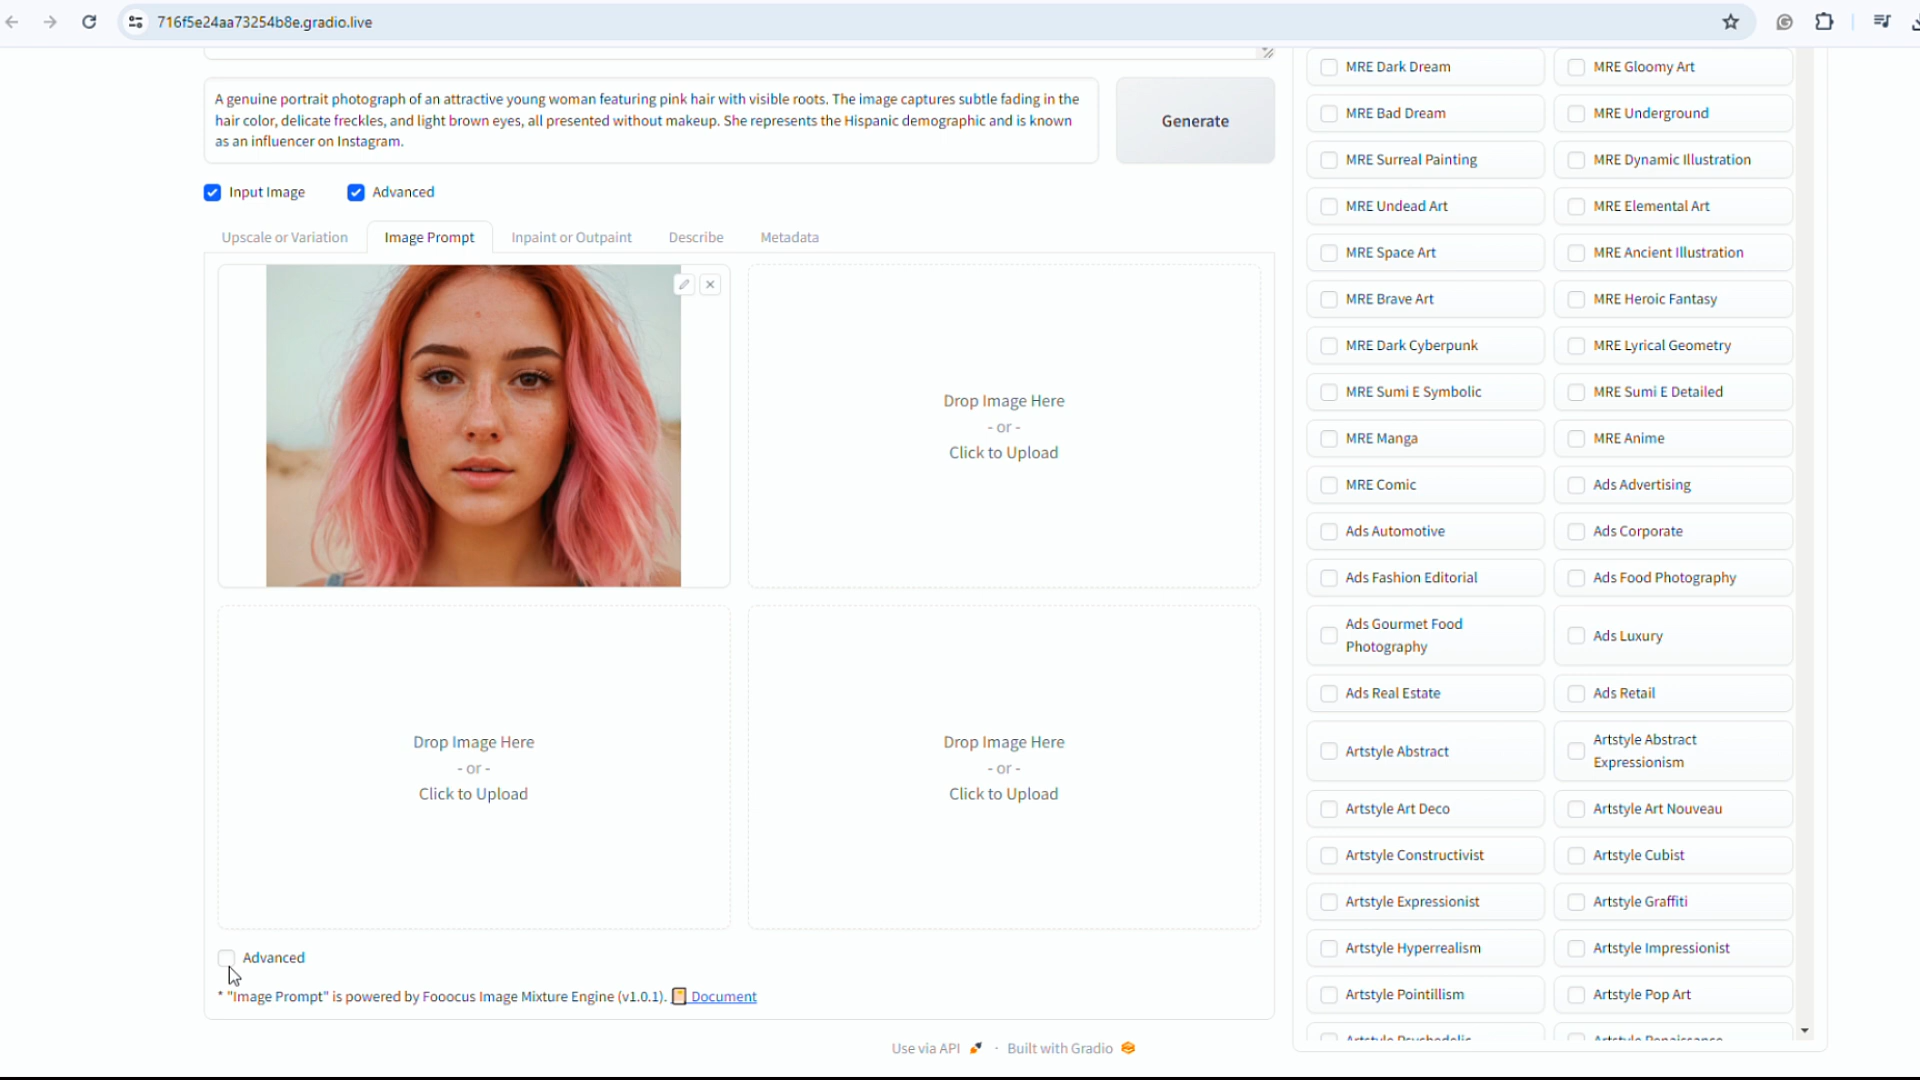 716f5e24aa73254b8e.gradio.live
A genuine portrait photograph of an attractive young woman featuring pink hair with visible roots. The image captures subtle fading in the
hair color, delicate freckles, and light brown eyes, all presented without makeup. She represents the Hispanic demographic and is known
as an influencer on Instagram.
Generate
Input Image
Advanced
Upscale or Variation
Image Prompt
Inpaint or Outpaint
Describe
Metadata
Drop Image Here
- or -
Click to Upload
Drop Image Here
- or -
Click to Upload
Drop Image Here
- or -
Click to Upload
Advanced
* "Image Prompt" is powered by Fooocus Image Mixture Engine (v1.0.1). Document
Use via API · Built with Gradio
MRE Dark Dream
MRE Gloomy Art
MRE Bad Dream
MRE Underground
MRE Surreal Painting
MRE Dynamic Illustration
MRE Undead Art
MRE Elemental Art
MRE Space Art
MRE Ancient Illustration
MRE Brave Art
MRE Heroic Fantasy
MRE Dark Cyberpunk
MRE Lyrical Geometry
MRE Sumi E Symbolic
MRE Sumi E Detailed
MRE Manga
MRE Anime
MRE Comic
Ads Advertising
Ads Automotive
Ads Corporate
Ads Fashion Editorial
Ads Food Photography
Ads Gourmet Food
Photography
Ads Luxury
Ads Real Estate
Ads Retail
Artstyle Abstract
Artstyle Abstract
Expressionism
Artstyle Art Deco
Artstyle Art Nouveau
Artstyle Constructivist
Artstyle Cubist
Artstyle Expressionist
Artstyle Graffiti
Artstyle Hyperrealism
Artstyle Impressionist
Artstyle Pointillism
Artstyle Pop Art
Artstyle Psychedelic
Artstyle Renaissance